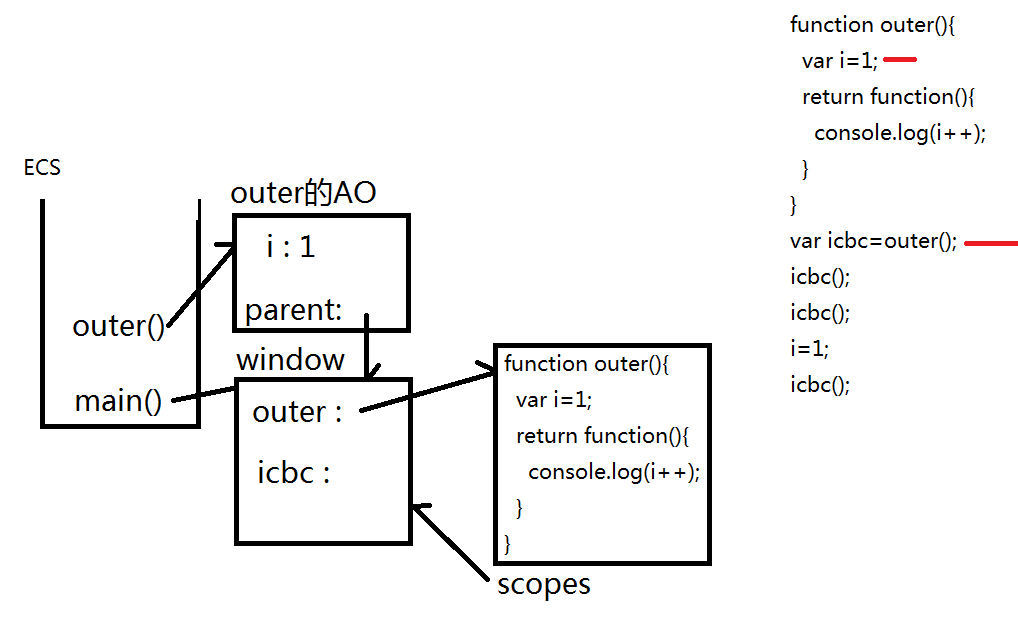 ECS
outer()
main()
outer的AO
i : 1
parent:
window
outer :
icbc :
function outer(){
var i=1;
return function(){
console.log(i++);
}
}
scopes
function outer(){
var i=1;
return function(){
console.log(i++);
}
}
var icbc=outer();
icbc();
icbc();
i=1;
icbc();